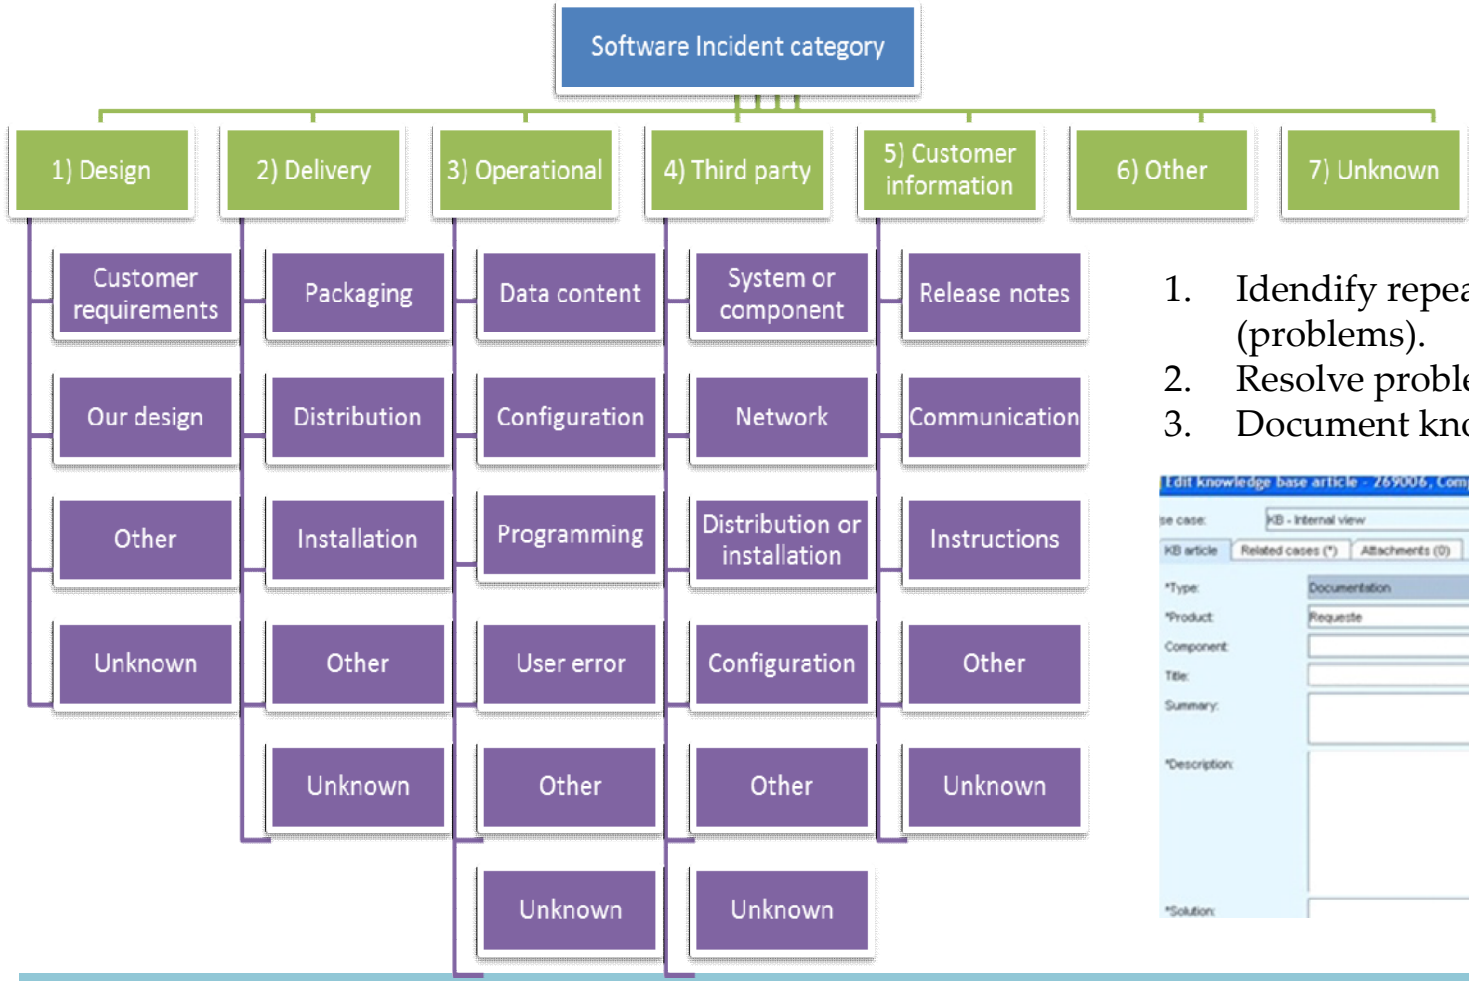 Software Incident category
1) Design
2) Delivery
3) Operational
4) Third party
5) Customer
information
6) Other
7) Unknown
Customer
requirements
Our design
Other
Unknown
Packaging
Distribution
Installation
Other
Unknown
Data content
Configuration
Programming
User error
Other
Unknown
System or
component
Network
Distribution or
installation
Configuration
Other
Unknown
Release notes
Communication
Instructions
Other
Unknown
1. Idendify repea
(problems).
2. Resolve proble
3. Document kno
Edit knowledge base article - 269006, Comp
se case: KB - Internal view
KB article Related cases (*) Attachments (0)
*Type: Documentation
*Product: Requeste
Component:
Title:
Summary:
*Description:
*Solution: